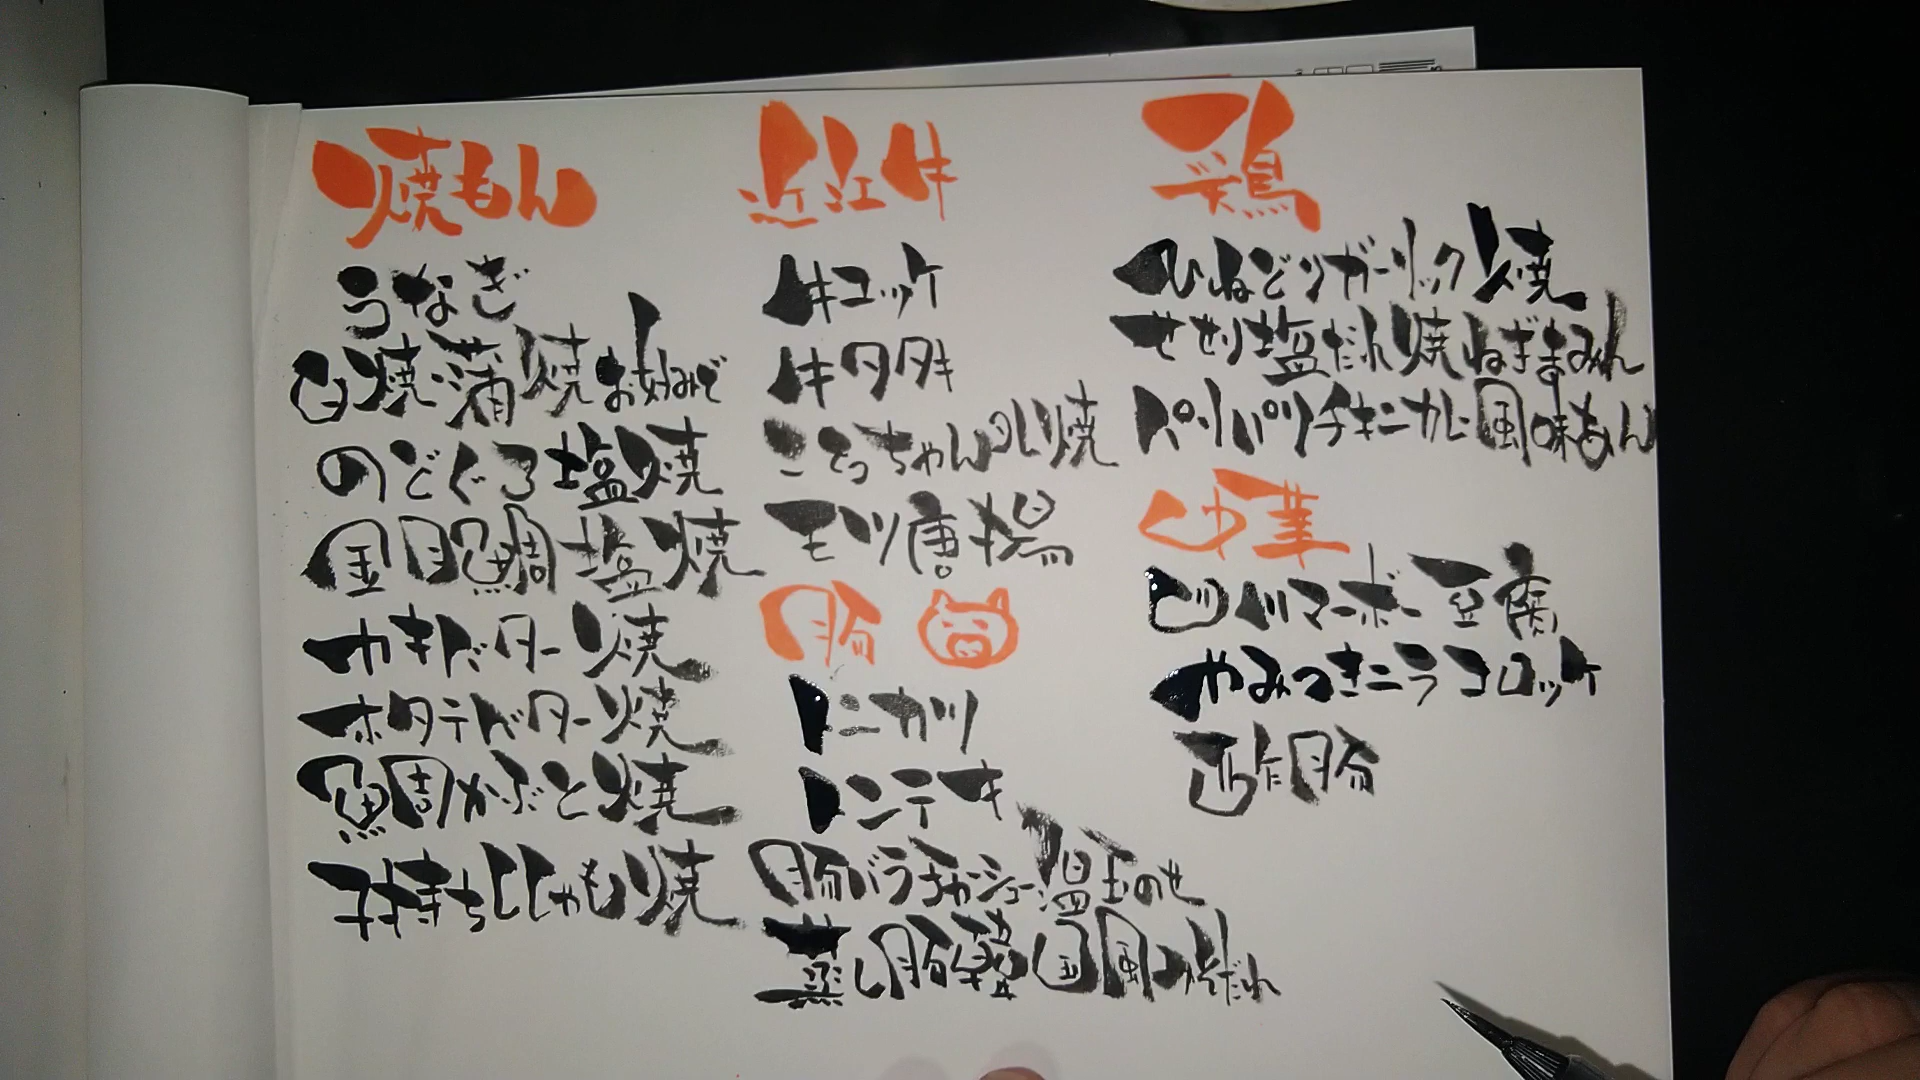 焼もん
うなぎ
白焼・蒲焼お好みで
のどぐろ塩焼
金目鯛塩焼
カキバター焼
ホタテバター焼
鯛かぶと焼
子持ちししゃも焼
近江牛
牛ユッケ
牛タタキ
こてっちゃん焼
モツ唐揚
豚
トンカツ
トンテキ
豚バラチャーシュー温玉のせ
蒸し豚韓国風みそだれ
鶏
ひねどりガーリック焼
せせり塩だれ焼ねぎまみれ
パリパリチキンカレー風味あん
中華
マーボー豆腐
やみつきニラコロッケ
酢豚